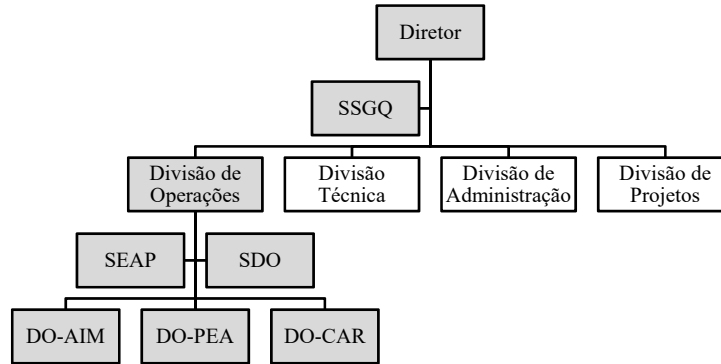 Diretor
SSGQ
Divisão de
Operações
Divisão
Técnica
Divisão de
Administração
Divisão de
Projetos
SEAP
SDO
DO-AIM
DO-PEA
DO-CAR